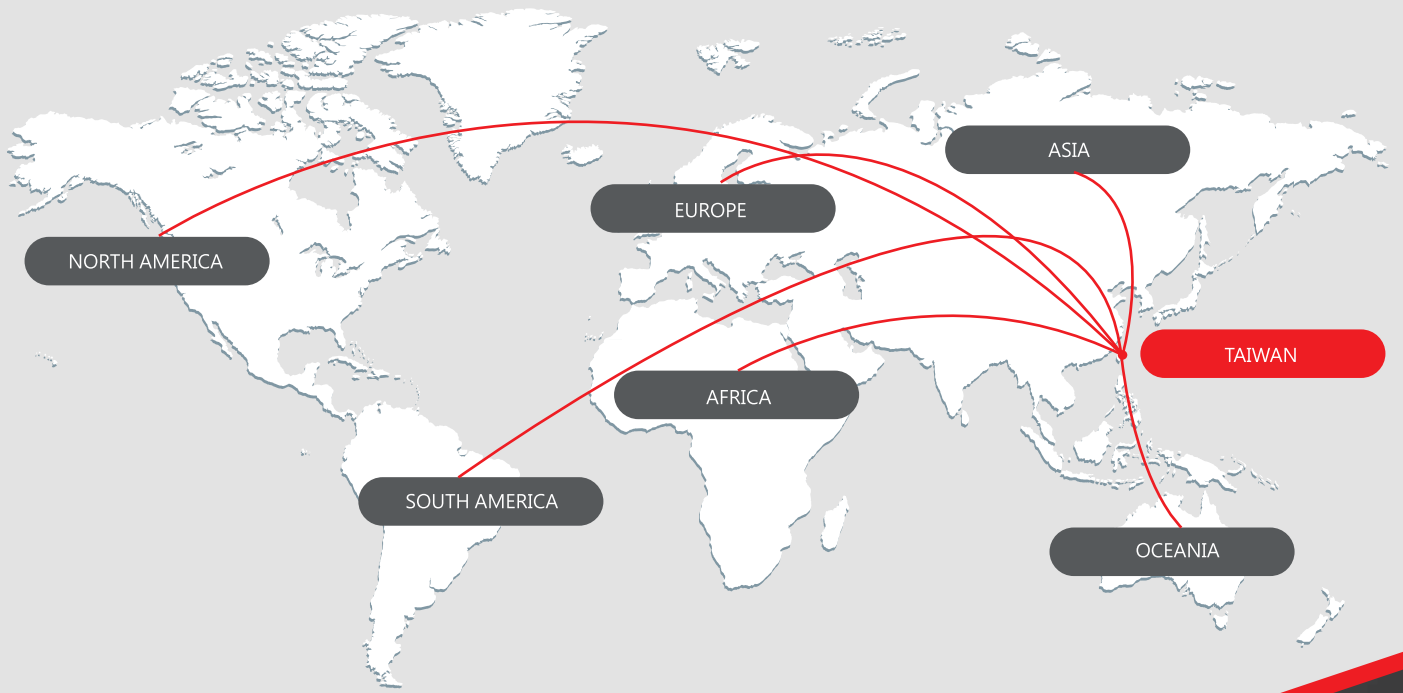 ASIA
EUROPE
NORTH AMERICA
TAIWAN
AFRICA
SOUTH AMERICA
OCEANIA